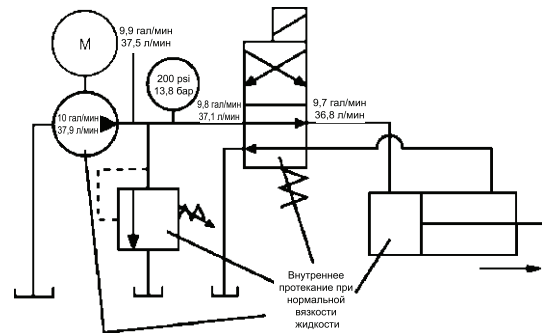 9,9 гал/мин
37,5 л/мин
M
200 psi
13,8 бар
10 гал/мин
37,9 л/мин
9,8 гал/мин
37,1 л/мин
9,7 гал/мин
36,8 л/мин
Внутреннее
протекание при
нормальной
вязкости
жидкости